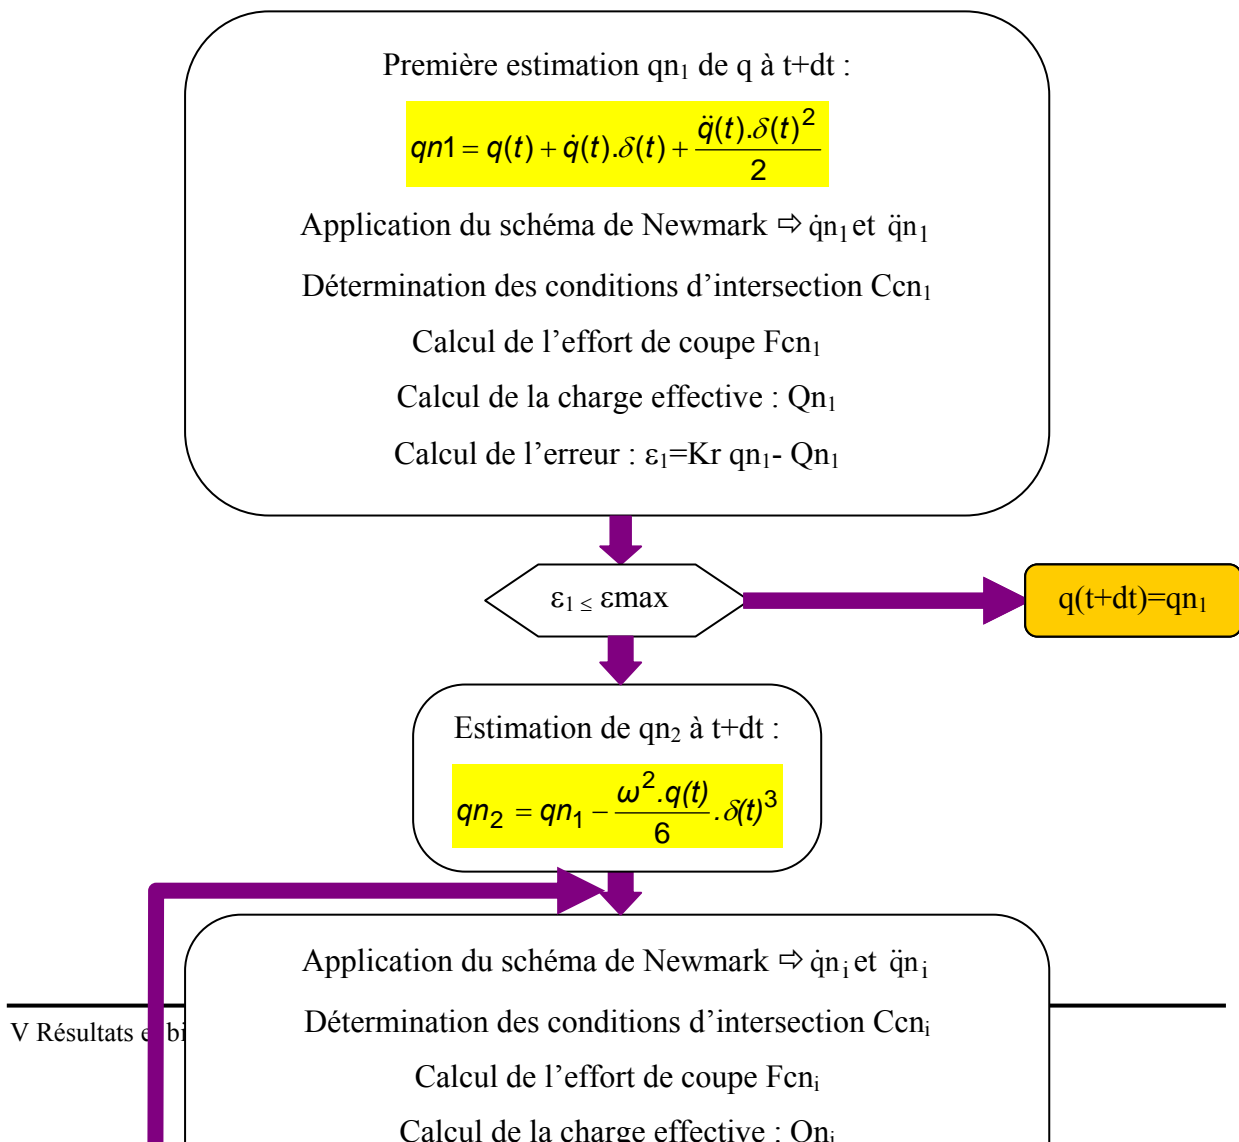 Première estimation qn₁ de q à t+dt :
qn1 = q(t) + q̇(t).δ(t) + q̈(t).δ(t)² / 2
Application du schéma de Newmark ⇨ q̇n₁ et q̈n₁
Détermination des conditions d’intersection Ccn₁
Calcul de l’effort de coupe Fcn₁
Calcul de la charge effective : Qn₁
Calcul de l’erreur : ε₁=Kr qn₁- Qn₁
ε₁ ≤ εmax
q(t+dt)=qn₁
Estimation de qn₂ à t+dt :
qn₂ = qn₁ − ω².q(t) / 6 .δ(t)³
Application du schéma de Newmark ⇨ q̇nᵢ et q̈nᵢ
Détermination des conditions d’intersection Ccnᵢ
V Résultats
Calcul de l’effort de coupe Fcnᵢ
Calcul de la charge effective : Qnᵢ